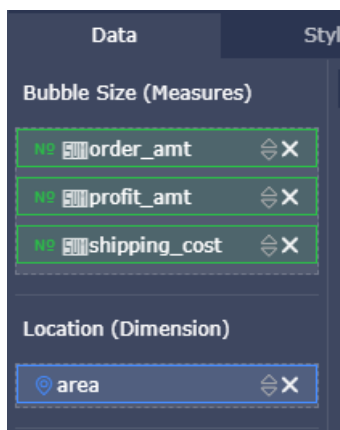 Data Sty
Bubble Size (Measures)
Nº SUM order_amt
Nº SUM profit_amt
Nº SUM shipping_cost
Location (Dimension)
area